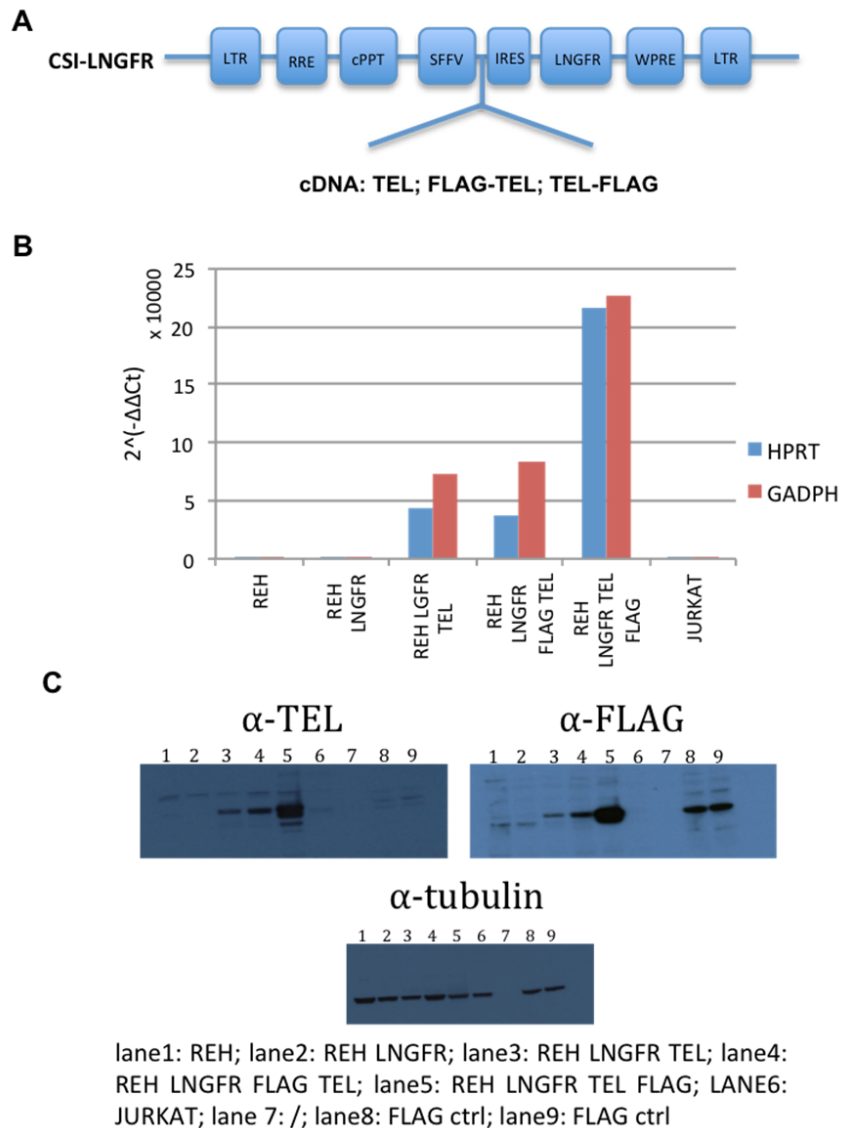 A
CSI-LNGFR
LTR RRE cPPT SFFV IRES LNGFR WPRE LTR
cDNA: TEL; FLAG-TEL; TEL-FLAG
B
2^(-ΔΔCt)
x 10000
25
20
15
10
5
0
HPRT
GADPH
REH
REH
LNGFR
REH LGFR
TEL
REH
LNGFR
FLAG TEL
REH
LNGFR TEL
FLAG
JURKAT
C
α-TEL
1 2 3 4 5 6 7 8 9
α-FLAG
1 2 3 4 5 6 7 8 9
α-tubulin
1 2 3 4 5 6 7 8 9
lane1: REH; lane2: REH LNGFR; lane3: REH LNGFR TEL; lane4:
REH LNGFR FLAG TEL; lane5: REH LNGFR TEL FLAG; LANE6:
JURKAT; lane 7: /; lane8: FLAG ctrl; lane9: FLAG ctrl